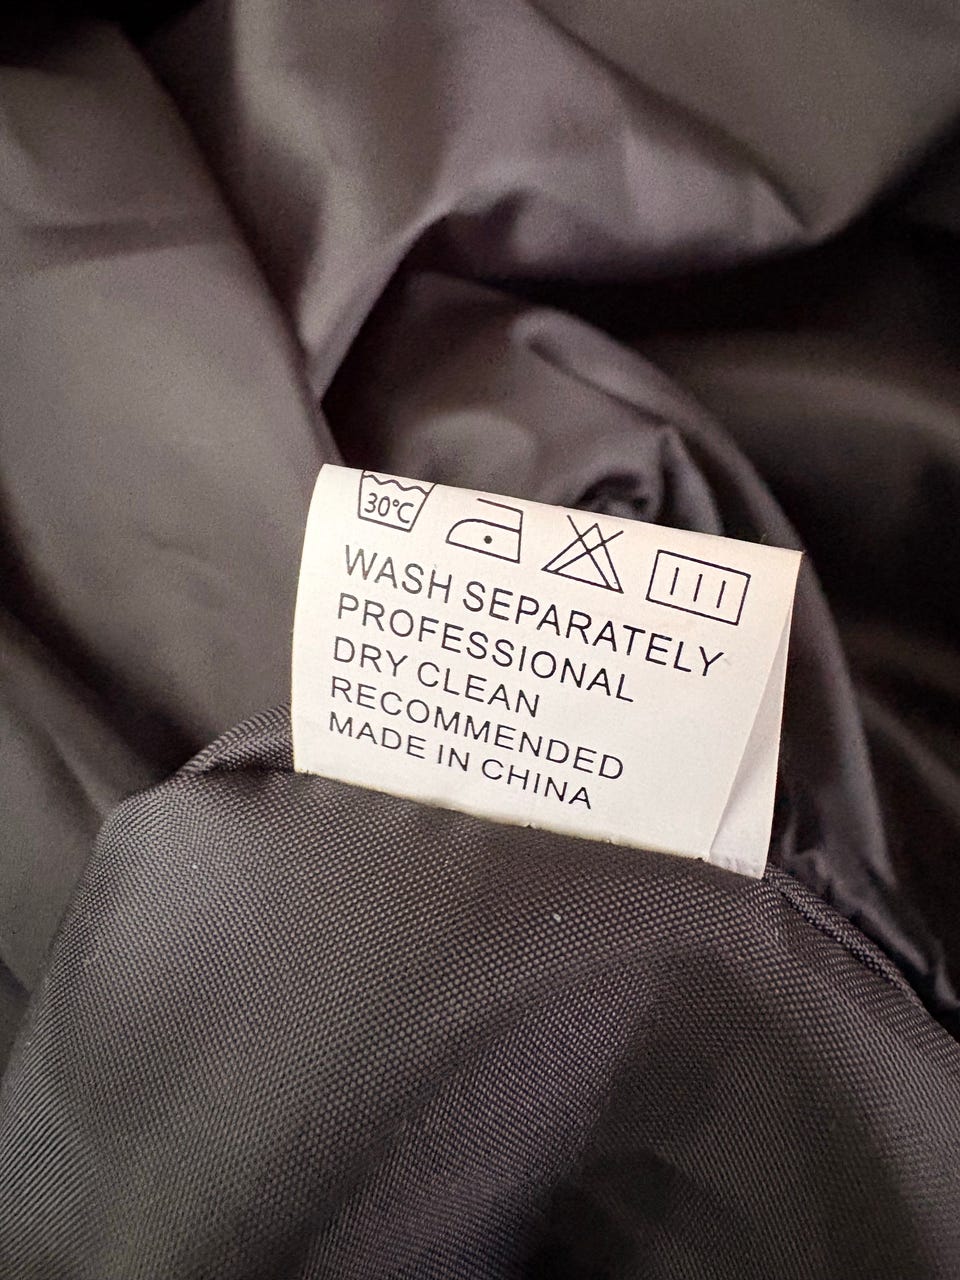 30°C
WASH SEPARATELY
PROFESSIONAL
DRY CLEAN
RECOMMENDED
MADE IN CHINA